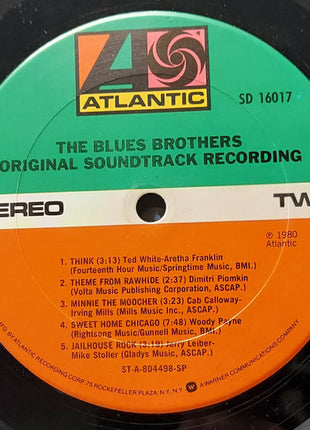 ATLANTIC
SD 16017
THE BLUES BROTHERS
ORIGINAL SOUNDTRACK RECORDING
EREO
TW
℗ 1980
Atlantic
1. THINK (3:13) Ted White-Aretha Franklin
(Fourteenth Hour Music/Springtime Music, BMI.)
2. THEME FROM RAWHIDE (2:37) Dimitri Piomkin
(Volta Music Publishing Corporation, ASCAP.)
3. MINNIE THE MOOCHER (3:23) Cab Calloway-
Irving Mills (Mills Music Inc., ASCAP.)
4. SWEET HOME CHICAGO (7:48) Woody Payne
(Rightsong Music/Gunnell Music, BMI.)
5. JAILHOUSE ROCK (3:19) Jerry Leiber-
Mike Stoller (Gladys Music, ASCAP.)
ST-A-804498-SP
MFG. BY ATLANTIC RECORDING CORP. 75 ROCKEFELLER PLAZA, N.Y., N.Y. A WARNER COMMUNICATIONS COMPANY